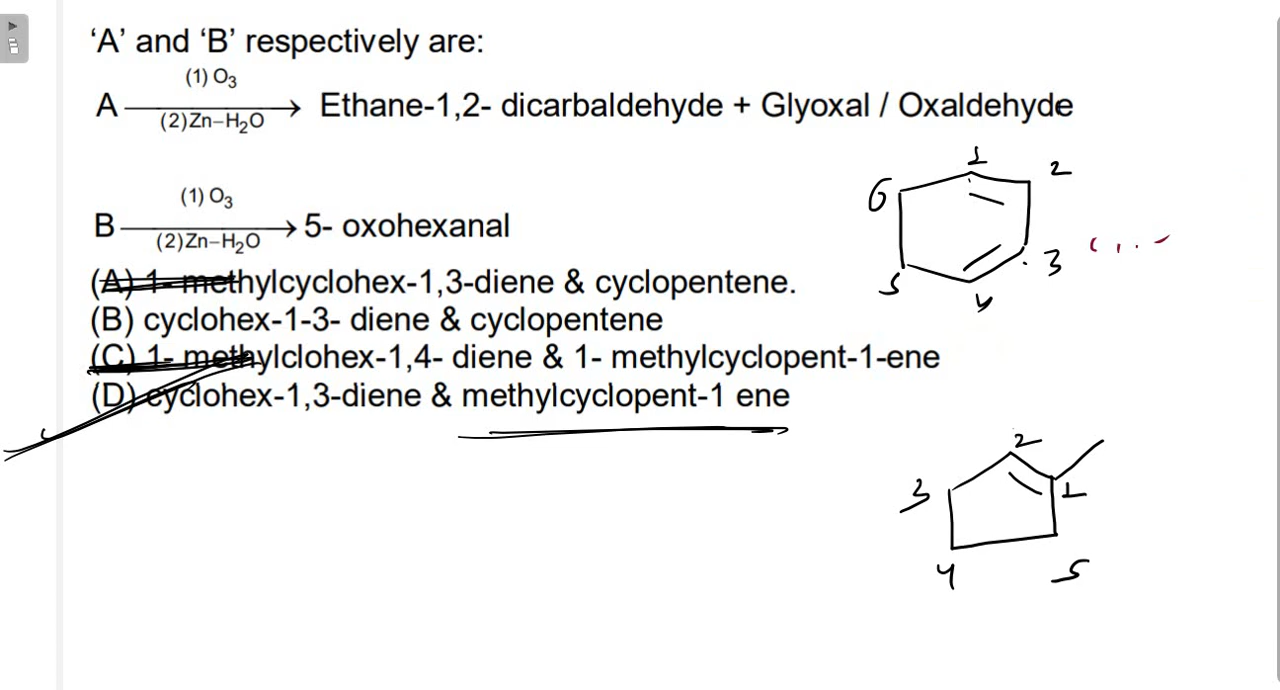 ‘A’ and ‘B’ respectively are:
(1) O3
A → Ethane-1,2- dicarbaldehyde + Glyoxal / Oxaldehyde
(2)Zn–H2O
(1) O3
B → 5- oxohexanal
(2)Zn–H2O
(A) 1- methylcyclohex-1,3-diene & cyclopentene.
(B) cyclohex-1-3- diene & cyclopentene
(C) 1- methylclohex-1,4- diene & 1- methylcyclopent-1-ene
(D) cyclohex-1,3-diene & methylcyclopent-1 ene
1
2
6
3
5
4
2
3
1
4
5